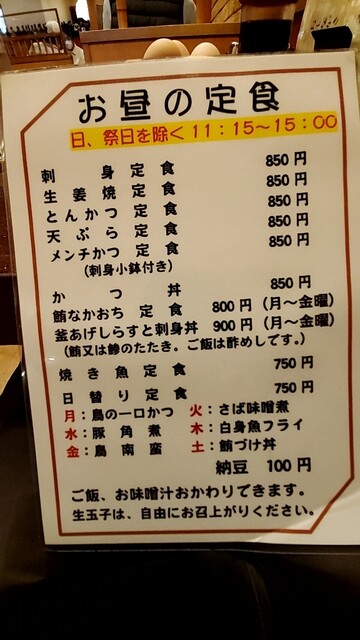 お昼の定食
日、祭日を除く11：15～15：00
刺身定食 850円
生姜焼定食 850円
とんかつ定食 850円
天ぷら定食 850円
メンチかつ定食 850円
(刺身小鉢付き)
かつ丼 850円
鮪なかおち定食 800円（月～金曜）
釜あげしらすと刺身丼 900円（月～金曜）
(鮪又は鯵のたたき。ご飯は酢めしです。)
焼き魚定食 750円
日替り定食 750円
月：鳥の一口かつ 火：さば味噌煮
水：豚角煮 木：白身魚フライ
金：鳥南蛮 土：鮪づけ丼
納豆 100円
ご飯、お味噌汁おかわりできます。
生玉子は、自由にお召上がりください。